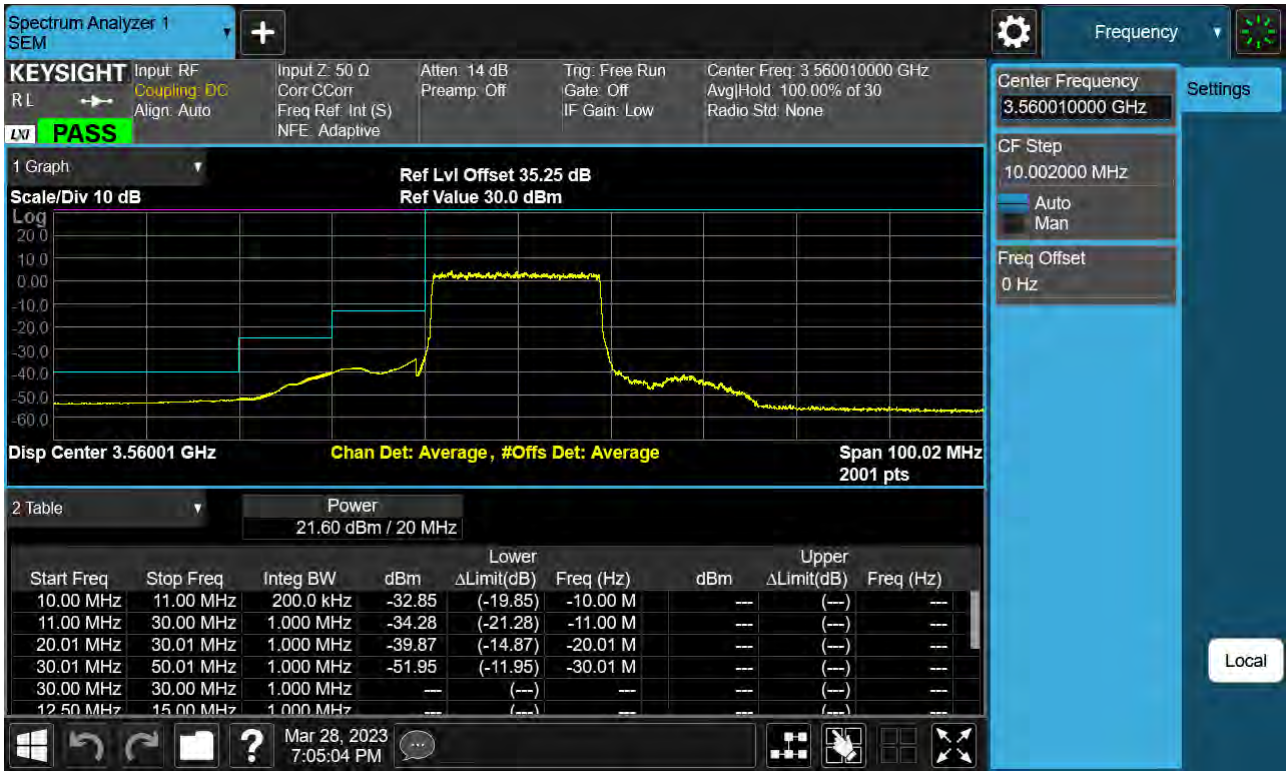 Spectrum Analyzer 1
SEM
+
Frequency
KEYSIGHT
RL
LXI
PASS
Input: RF
Coupling: DC
Align: Auto
Input Z: 50 Ω
Corr CCorr
Freq Ref: Int (S)
NFE: Adaptive
Atten: 14 dB
Preamp: Off
Trig: Free Run
Gate: Off
IF Gain: Low
Center Freq: 3.560010000 GHz
Avg|Hold: 100.00% of 30
Radio Std: None
Center Frequency
3.560010000 GHz
Settings
CF Step
10.002000 MHz
Auto
Man
Freq Offset
0 Hz
Local
1 Graph
Scale/Div 10 dB
Ref Lvl Offset 35.25 dB
Ref Value 30.0 dBm
Log
20.0
10.0
0.00
-10.0
-20.0
-30.0
-40.0
-50.0
-60.0
Disp Center 3.56001 GHz
Chan Det: Average, #Offs Det: Average
Span 100.02 MHz
2001 pts
2 Table
Power
21.60 dBm / 20 MHz
Lower Upper
Start Freq Stop Freq Integ BW dBm ΔLimit(dB) Freq (Hz) dBm ΔLimit(dB) Freq (Hz)
10.00 MHz 11.00 MHz 200.0 kHz -32.85 (-19.85) -10.00 M --- (---) ---
11.00 MHz 30.00 MHz 1.000 MHz -34.28 (-21.28) -11.00 M --- (---) ---
20.01 MHz 30.01 MHz 1.000 MHz -39.87 (-14.87) -20.01 M --- (---) ---
30.01 MHz 50.01 MHz 1.000 MHz -51.95 (-11.95) -30.01 M --- (---) ---
30.00 MHz 30.00 MHz 1.000 MHz --- (---) --- --- (---) ---
12.50 MHz 15.00 MHz 1.000 MHz --- (---) --- --- (---) ---
?
Mar 28, 2023
7:05:04 PM